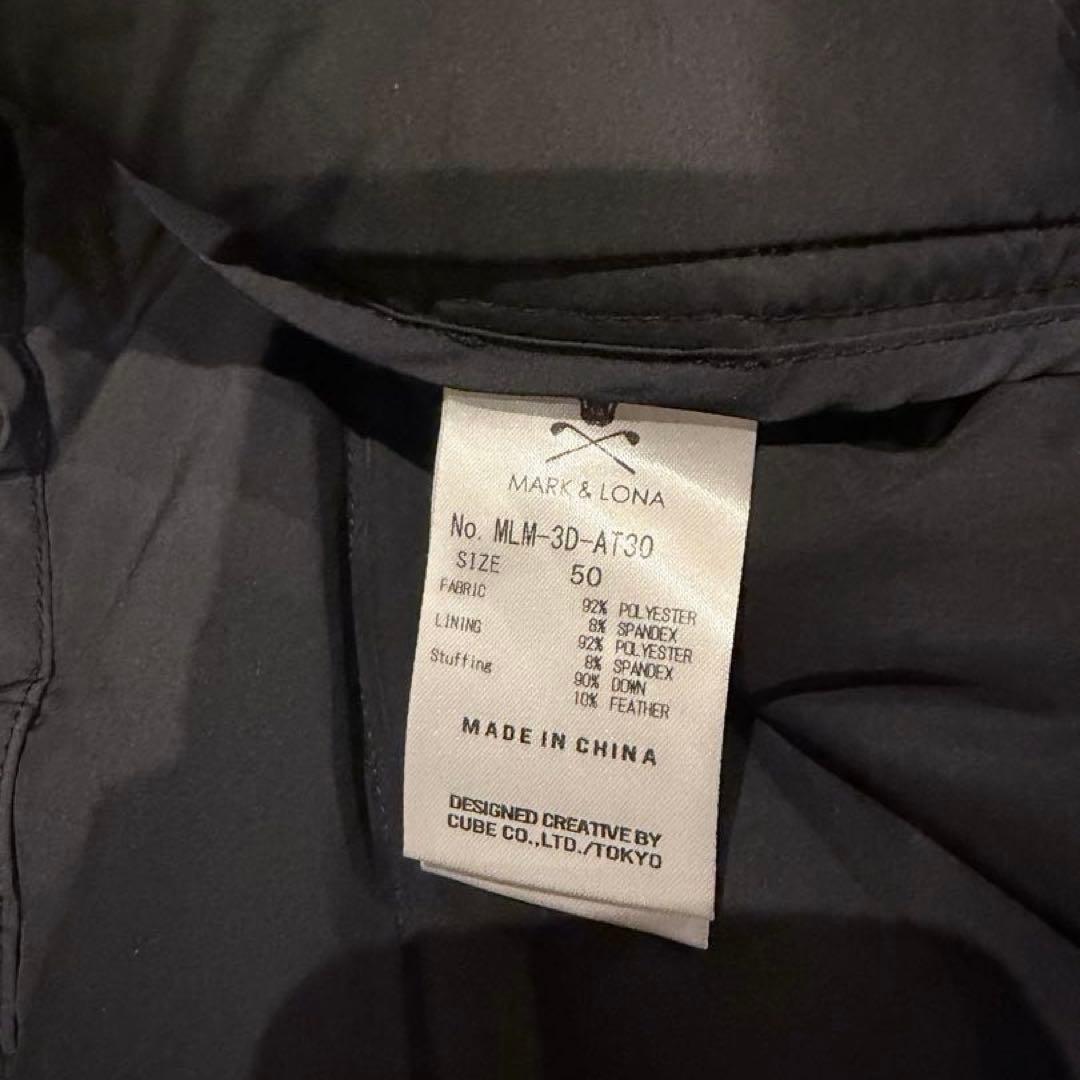 MARK & LONA
No. MLM-3D-AT30
SIZE 50
FABRIC 92% POLYESTER
8% SPANDEX
LINING 92% POLYESTER
8% SPANDEX
Stuffing 90% DOWN
10% FEATHER
MADE IN CHINA
DESIGNED CREATIVE BY
CUBE CO.,LTD./TOKYO